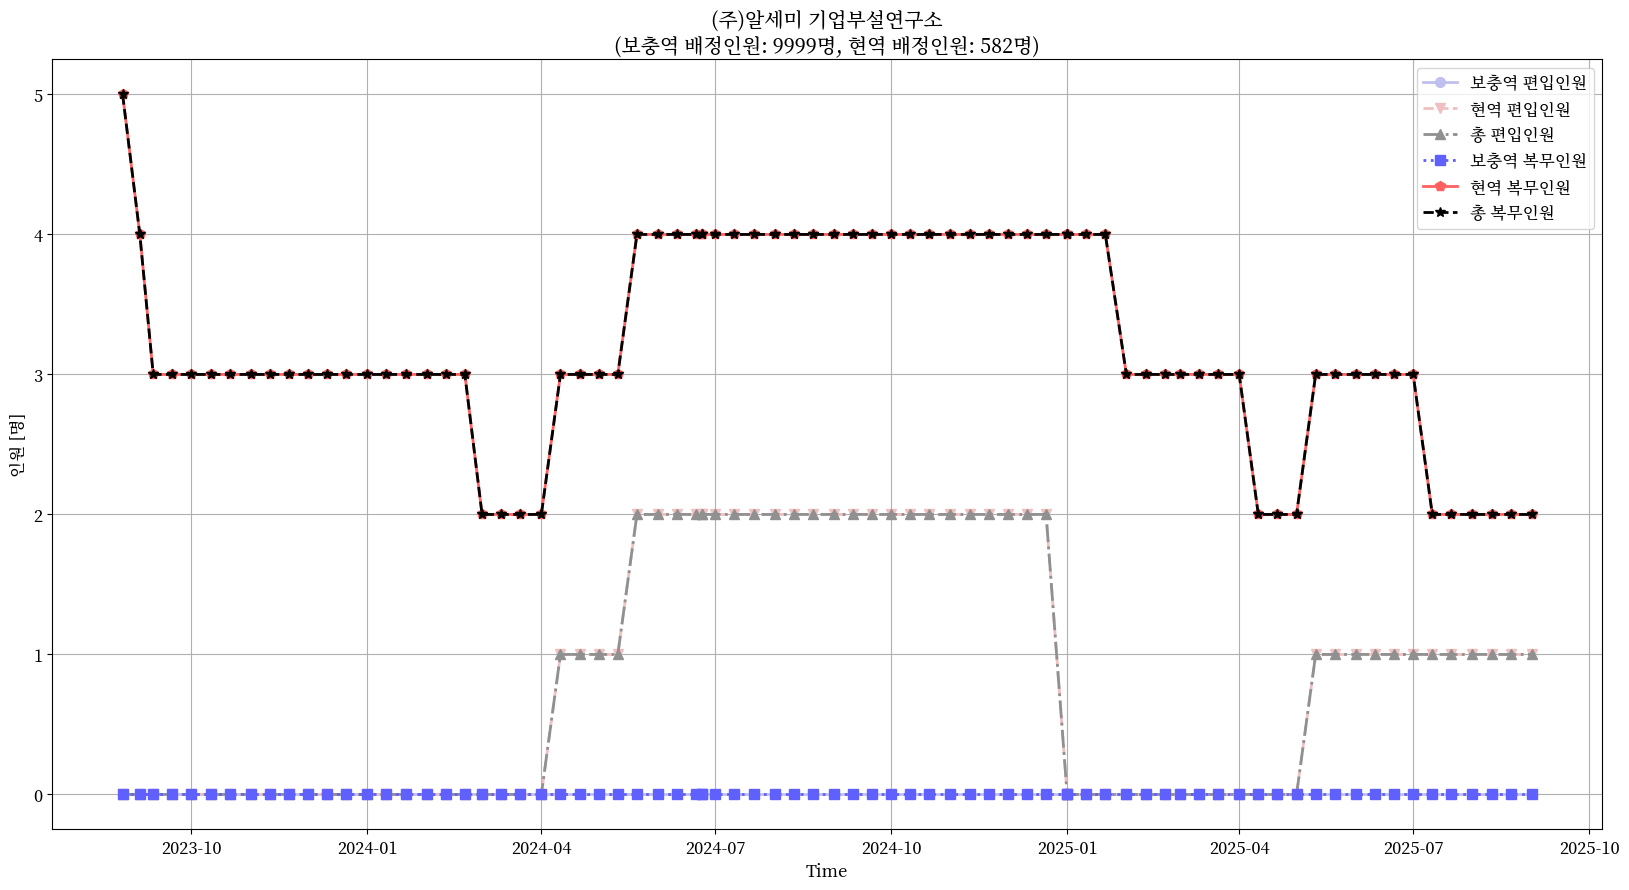 (주)알세미 기업부설연구소
(보충역 배정인원: 9999명, 현역 배정인원: 582명)
보충역 편입인원
현역 편입인원
총 편입인원
보충역 복무인원
현역 복무인원
총 복무인원
인원 [명]
5
4
3
2
1
0
2023-10
2024-01
2024-04
2024-07
2024-10
2025-01
2025-04
2025-07
2025-10
Time